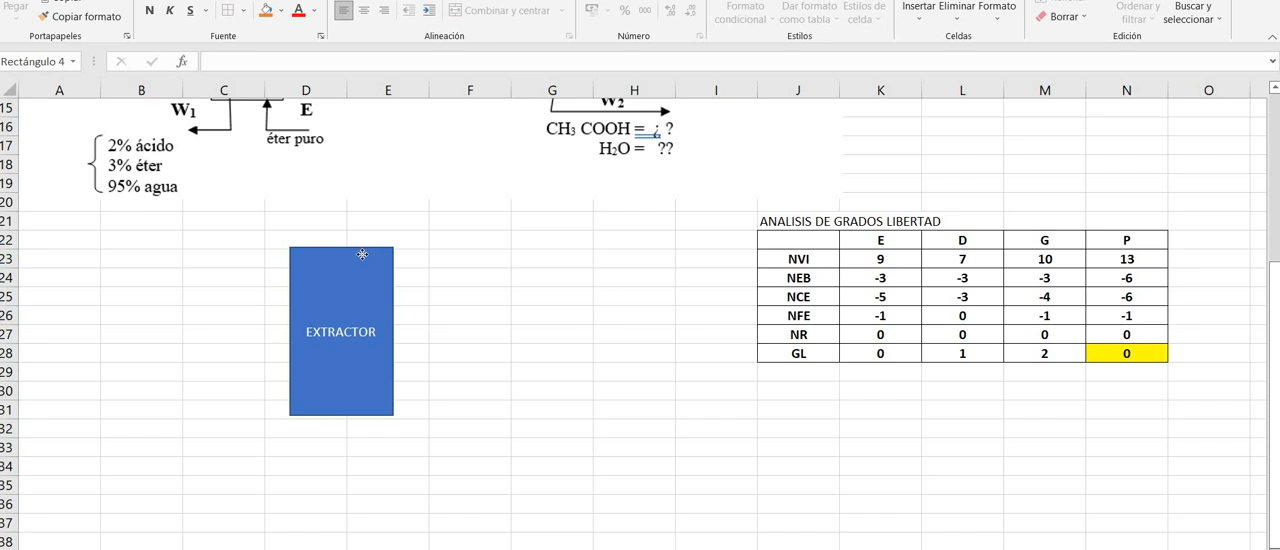 Pegar
Copiar formato
N K S
Combinar y centrar
% 000
Formato condicional
Dar formato como tabla
Estilos de celda
Insertar Eliminar Formato
Borrar
Ordenar y filtrar
Buscar y seleccionar
Portapapeles Fuente Alineación Número Estilos Celdas Edición
Rectángulo 4 fx
A B C D E F G H I J K L M N O
15
16
17
18
19
20
21
22
23
24
25
26
27
28
29
30
31
32
33
34
35
36
37
38
W1 E W2
éter puro
2% ácido
3% éter
95% agua
CH3 COOH = ¿ ?
H2O = ??
EXTRACTOR
ANALISIS DE GRADOS LIBERTAD
E D G P
NVI 9 7 10 13
NEB -3 -3 -3 -6
NCE -5 -3 -4 -6
NFE -1 0 -1 -1
NR 0 0 0 0
GL 0 1 2 0